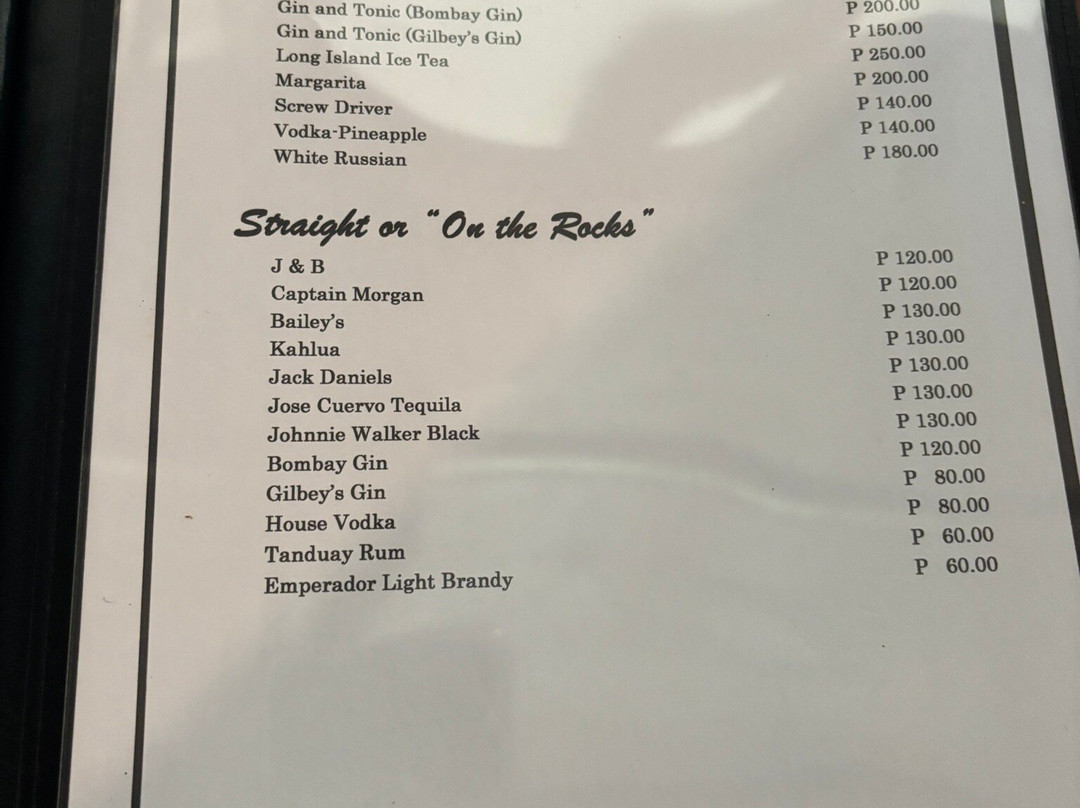 Gin and Tonic (Bombay Gin) P 200.00
Gin and Tonic (Gilbey's Gin) P 150.00
Long Island Ice Tea P 250.00
Margarita P 200.00
Screw Driver P 140.00
Vodka-Pineapple P 140.00
White Russian P 180.00
Straight or "On the Rocks"
J & B P 120.00
Captain Morgan P 120.00
Bailey's P 130.00
Kahlua P 130.00
Jack Daniels P 130.00
Jose Cuervo Tequila P 130.00
Johnnie Walker Black P 130.00
Bombay Gin P 120.00
Gilbey's Gin P 80.00
House Vodka P 80.00
Tanduay Rum P 60.00
Emperador Light Brandy P 60.00